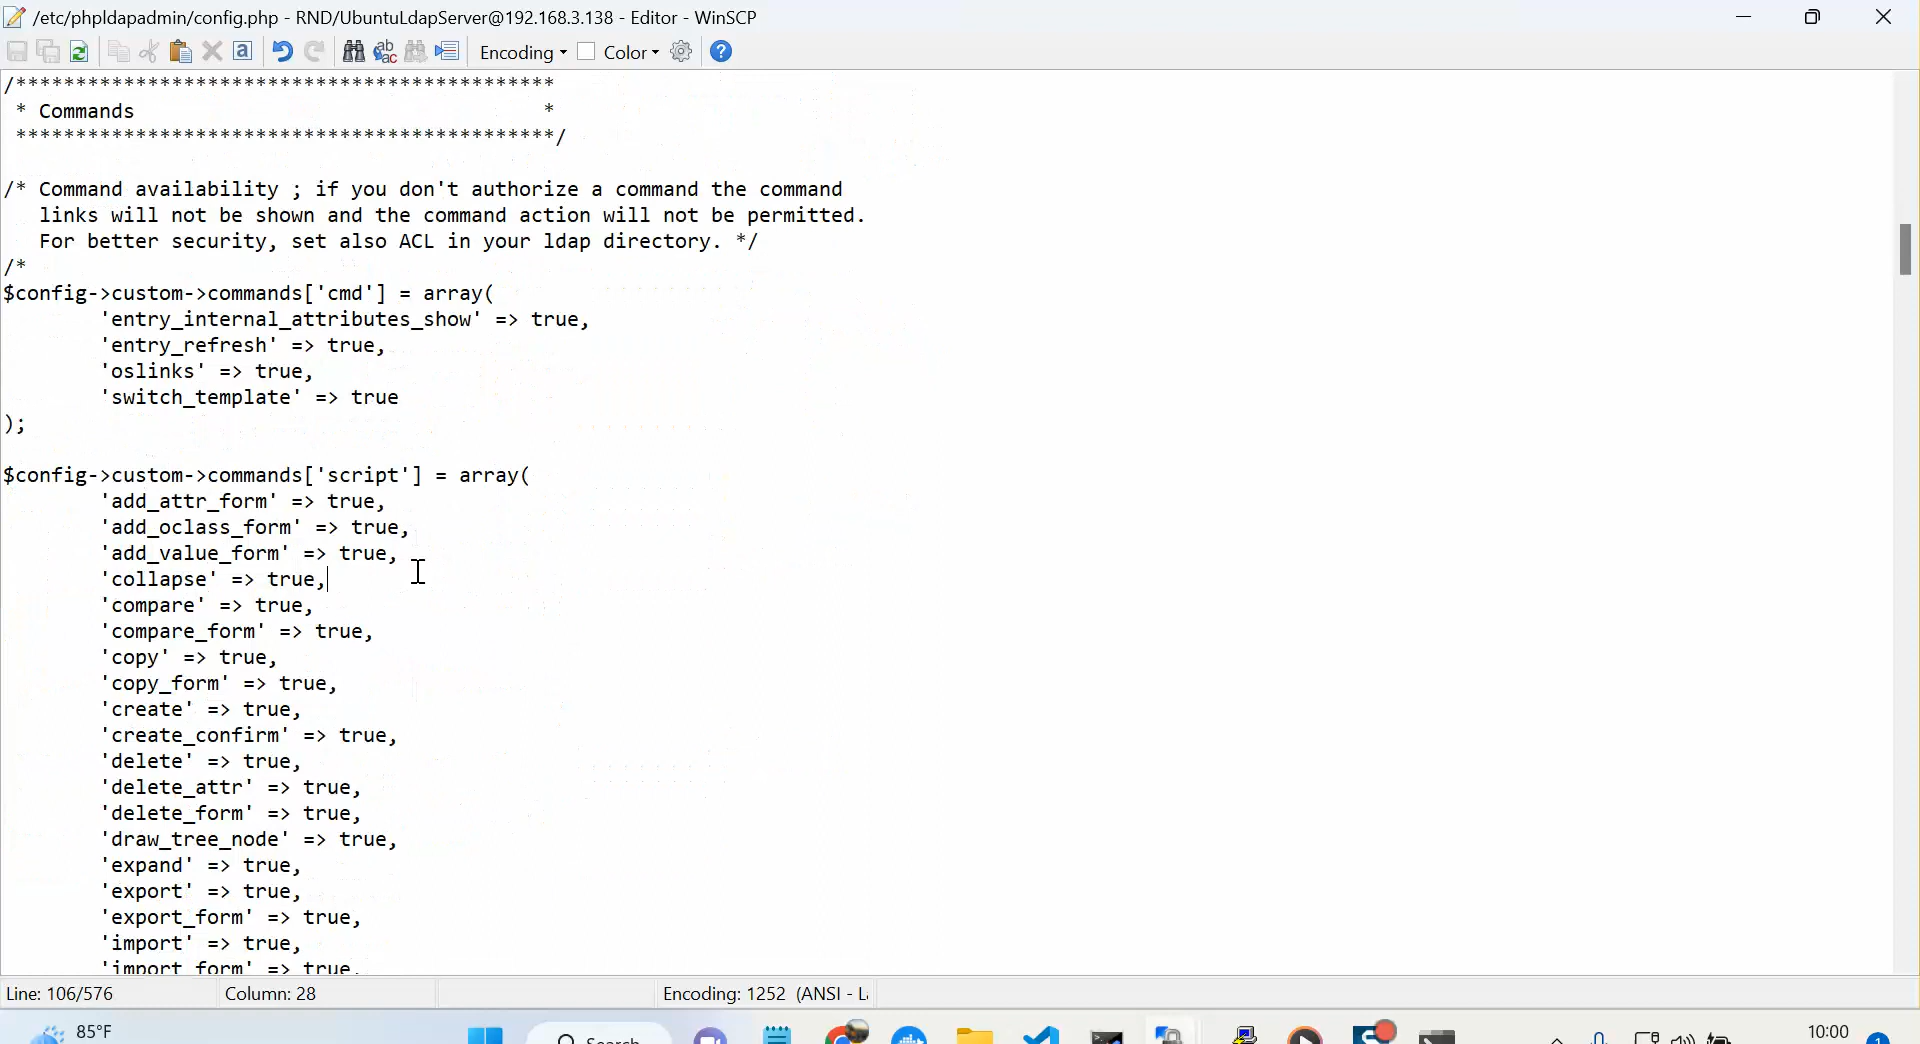 /etc/phpldapadmin/config.php - RND/UbuntuLdapServer@192.168.3.138 - Editor - WinSCP
Encoding Color
/*********************************************
* Commands *
*********************************************/
/* Command availability ; if you don't authorize a command the command
links will not be shown and the command action will not be permitted.
For better security, set also ACL in your ldap directory. */
/*
$config->custom->commands['cmd'] = array(
'entry_internal_attributes_show' => true,
'entry_refresh' => true,
'oslinks' => true,
'switch_template' => true
);
$config->custom->commands['script'] = array(
'add_attr_form' => true,
'add_oclass_form' => true,
'add_value_form' => true,
'collapse' => true,
'compare' => true,
'compare_form' => true,
'copy' => true,
'copy_form' => true,
'create' => true,
'create_confirm' => true,
'delete' => true,
'delete_attr' => true,
'delete_form' => true,
'draw_tree_node' => true,
'expand' => true,
'export' => true,
'export_form' => true,
'import' => true,
'import_form' => true,
Line: 106/576 Column: 28 Encoding: 1252 (ANSI - L
85°F Search 10:00